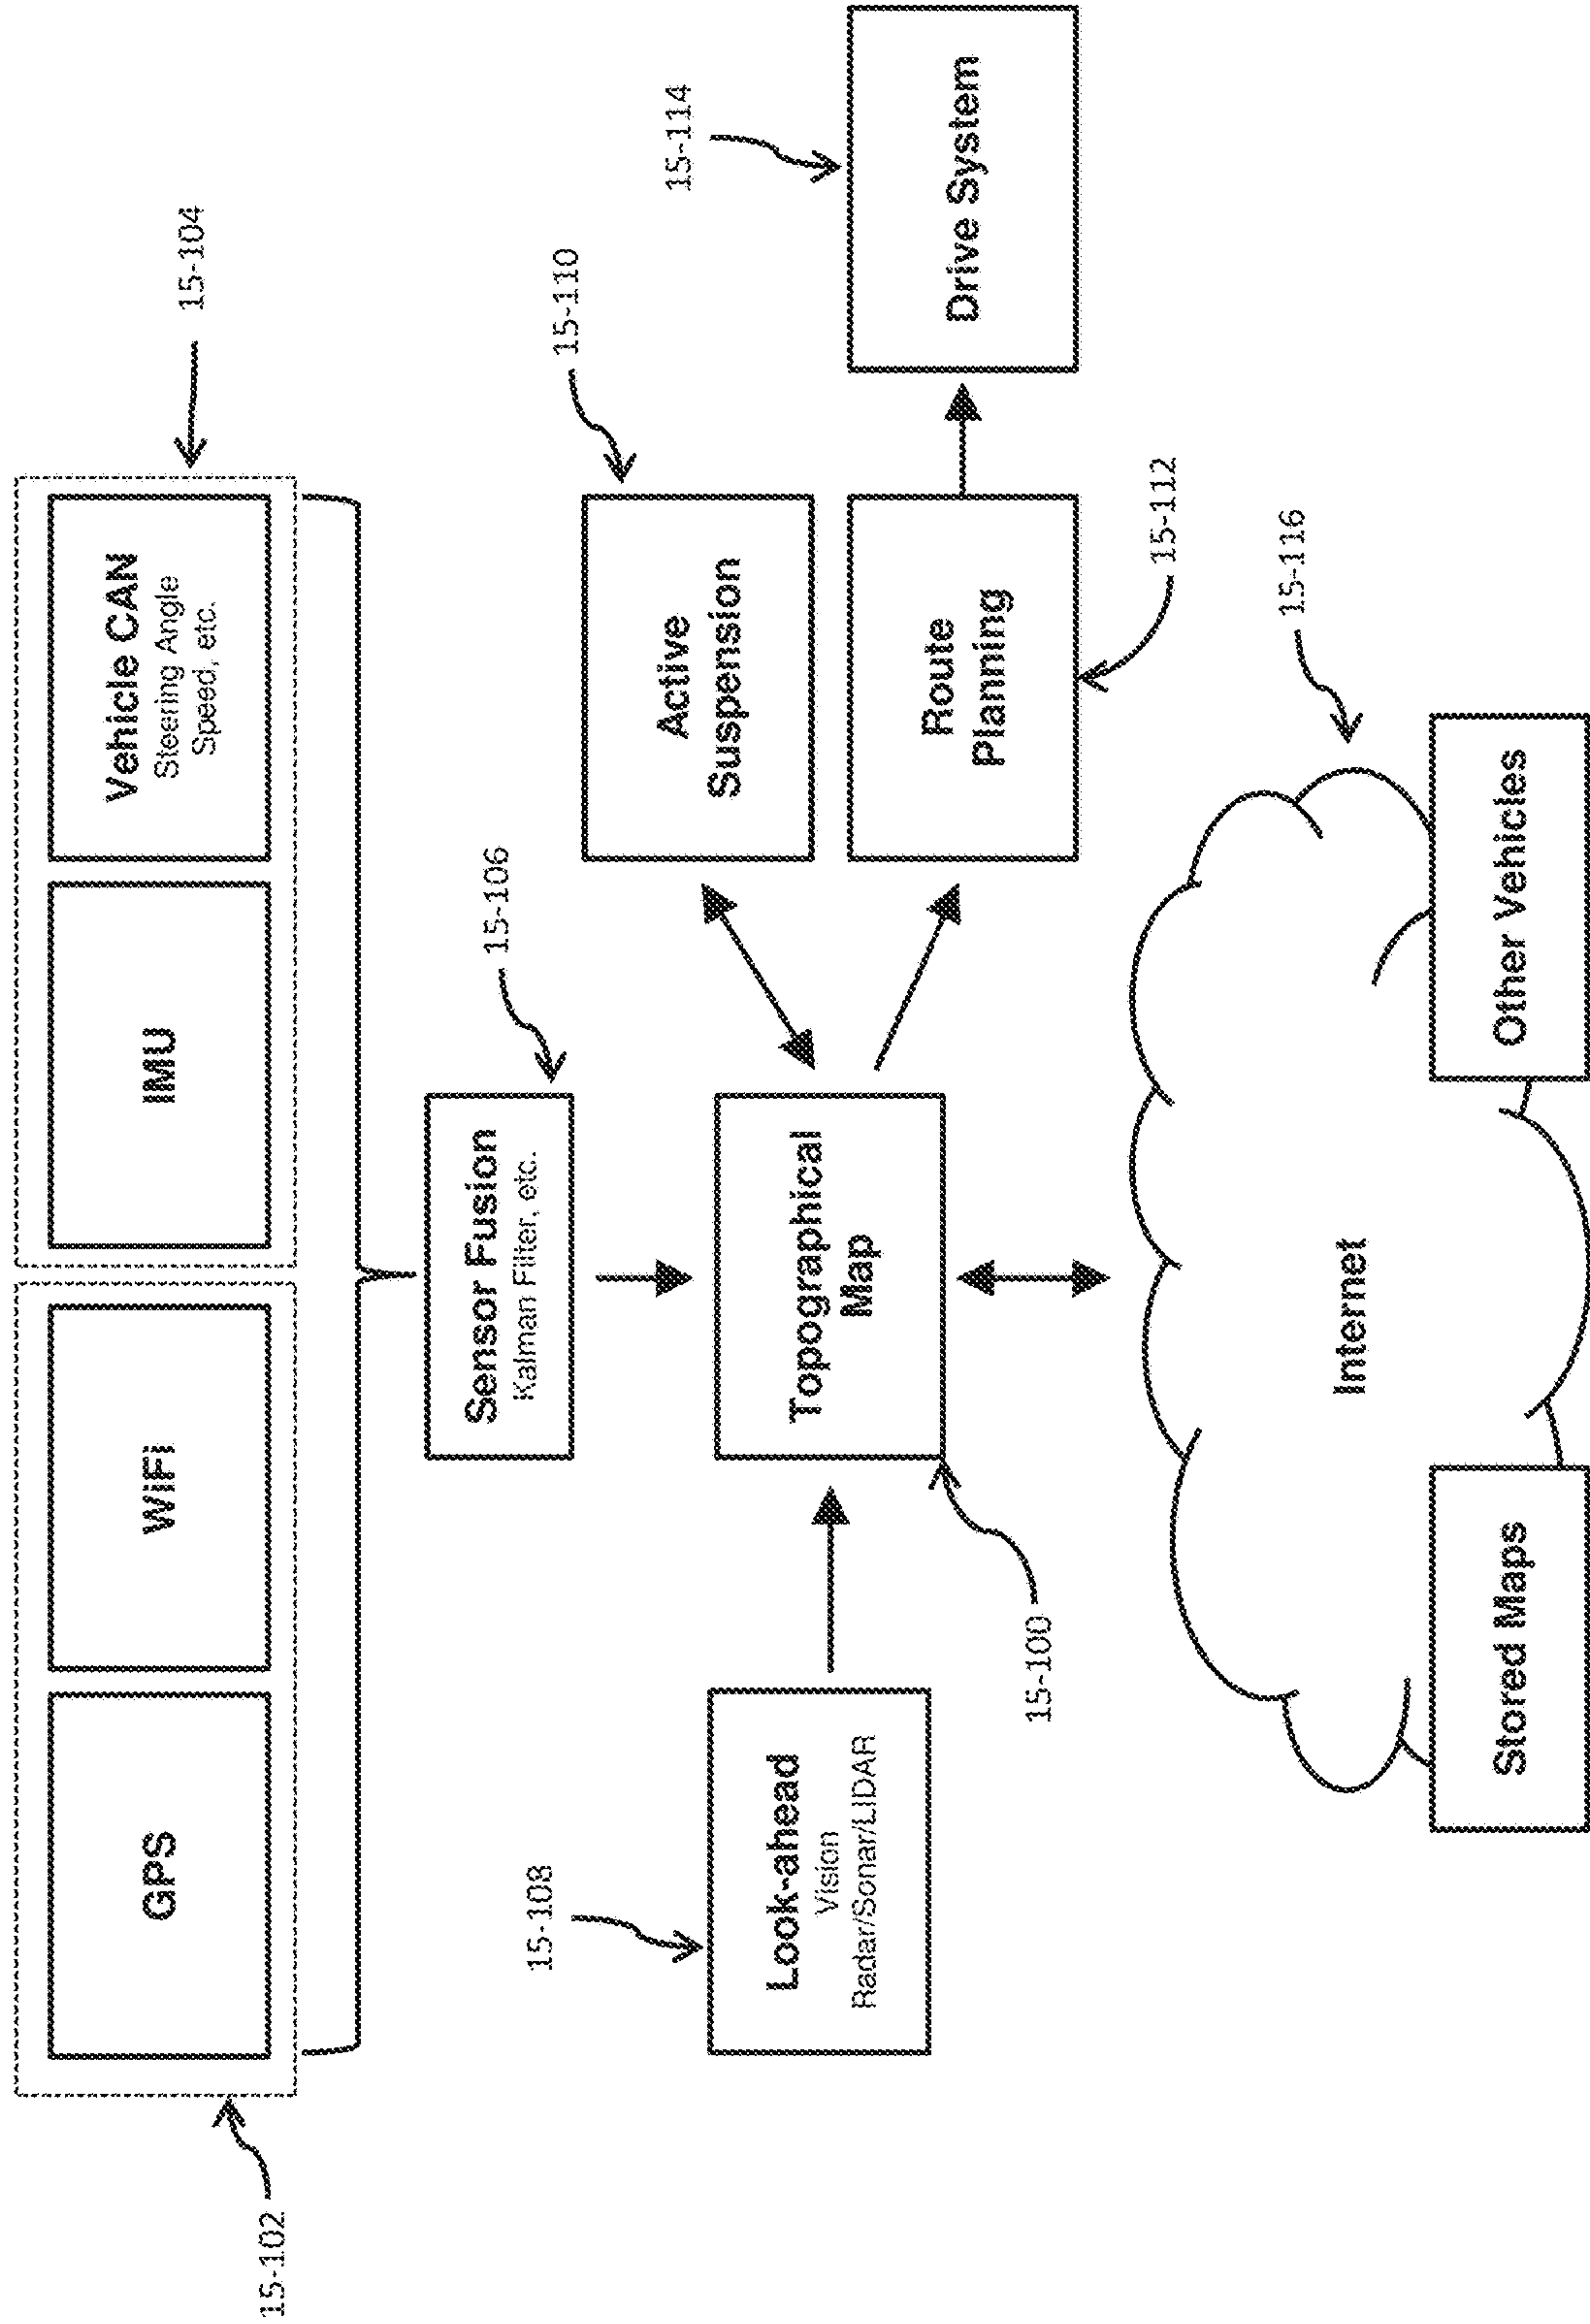 15-102
GPS
WiFi
IMU
Vehicle CAN
Steering Angle
Speed, etc.
15-104
Sensor Fusion
Kalman Filter, etc.
15-106
15-108
Look-ahead
Vision
Radar/Sonar/LIDAR
Topographical
Map
15-100
Active
Suspension
15-110
Route
Planning
15-112
Drive System
15-114
Internet
15-116
Stored Maps
Other Vehicles